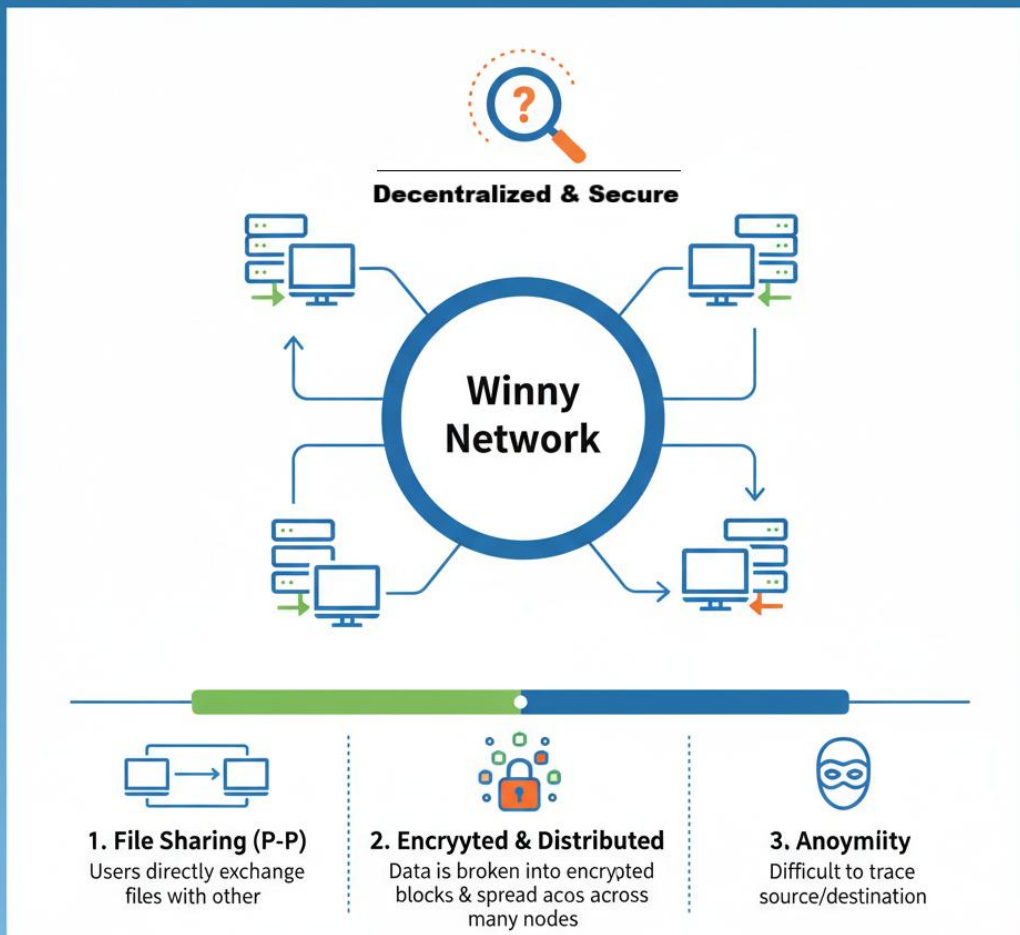 ?
Decentralized & Secure
Winny
Network
1. File Sharing (P-P)
Users directly exchange
files with other
2. Encryyted & Distributed
Data is broken into encrypted
blocks & spread acos across
many nodes
3. Anoymiity
Difficult to trace
source/destination